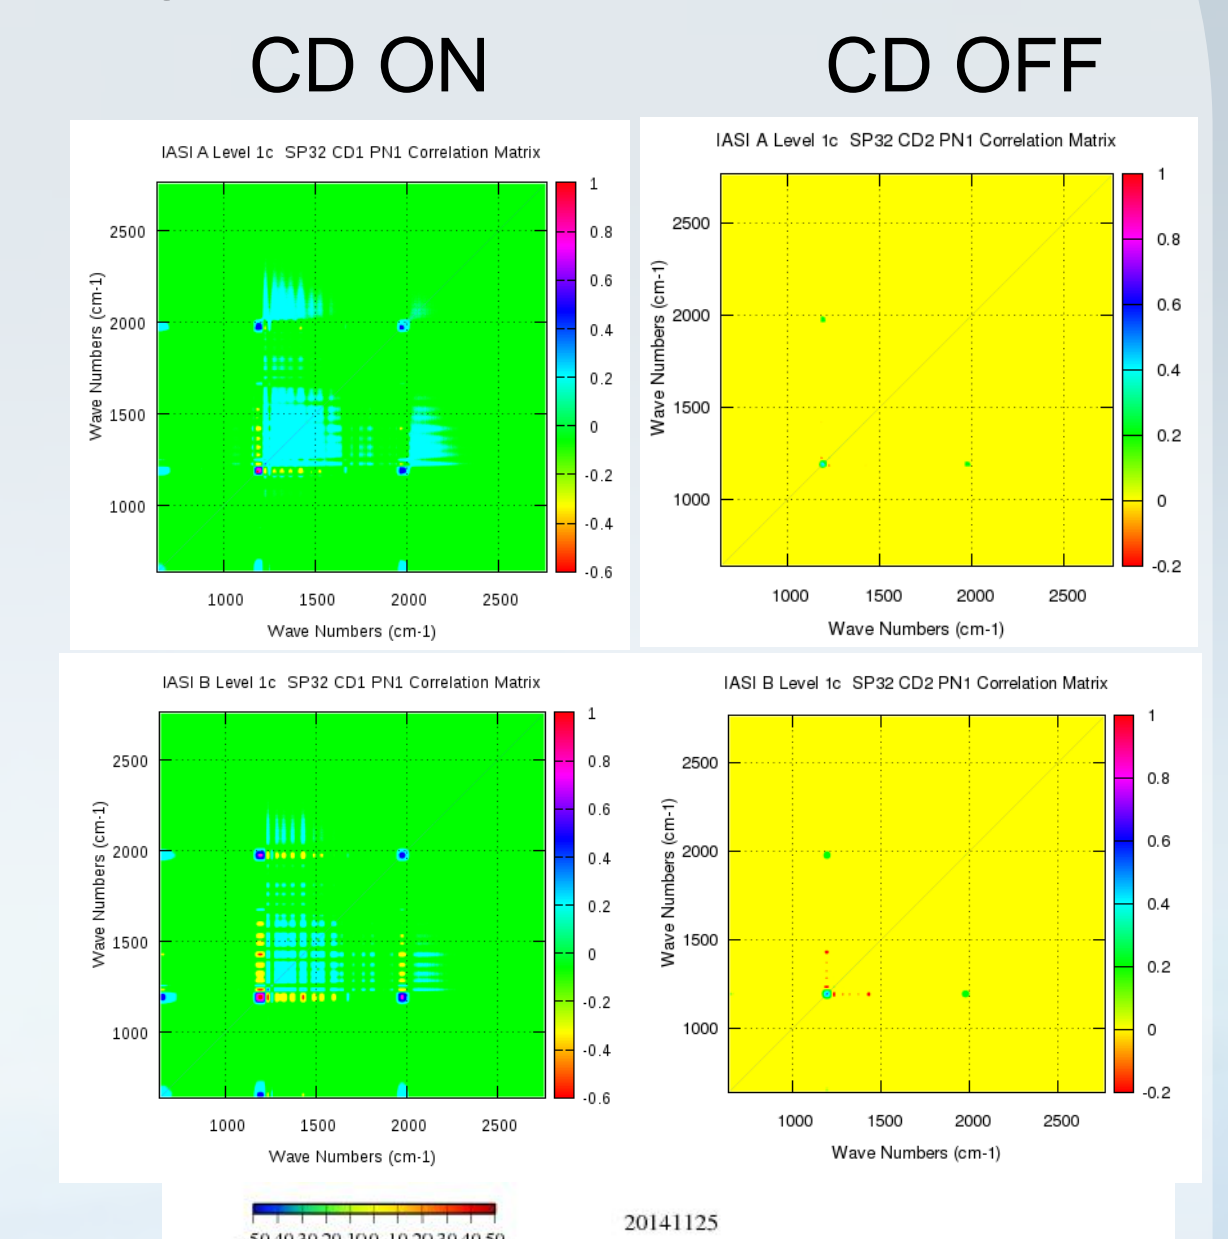 CD ON
CD OFF
IASI A Level 1c  SP32 CD1 PN1 Correlation Matrix
Wave Numbers (cm-1)
2500
2000
1500
1000
1
0.8
0.6
0.4
0.2
0
-0.2
-0.4
-0.6
1000 1500 2000 2500
Wave Numbers (cm-1)
IASI A Level 1c  SP32 CD2 PN1 Correlation Matrix
Wave Numbers (cm-1)
2500
2000
1500
1000
1
0.8
0.6
0.4
0.2
0
-0.2
1000 1500 2000 2500
Wave Numbers (cm-1)
IASI B Level 1c  SP32 CD1 PN1 Correlation Matrix
Wave Numbers (cm-1)
2500
2000
1500
1000
1
0.8
0.6
0.4
0.2
0
-0.2
-0.4
-0.6
1000 1500 2000 2500
Wave Numbers (cm-1)
IASI B Level 1c  SP32 CD2 PN1 Correlation Matrix
Wave Numbers (cm-1)
2500
2000
1500
1000
1
0.8
0.6
0.4
0.2
0
-0.2
1000 1500 2000 2500
Wave Numbers (cm-1)
20141125